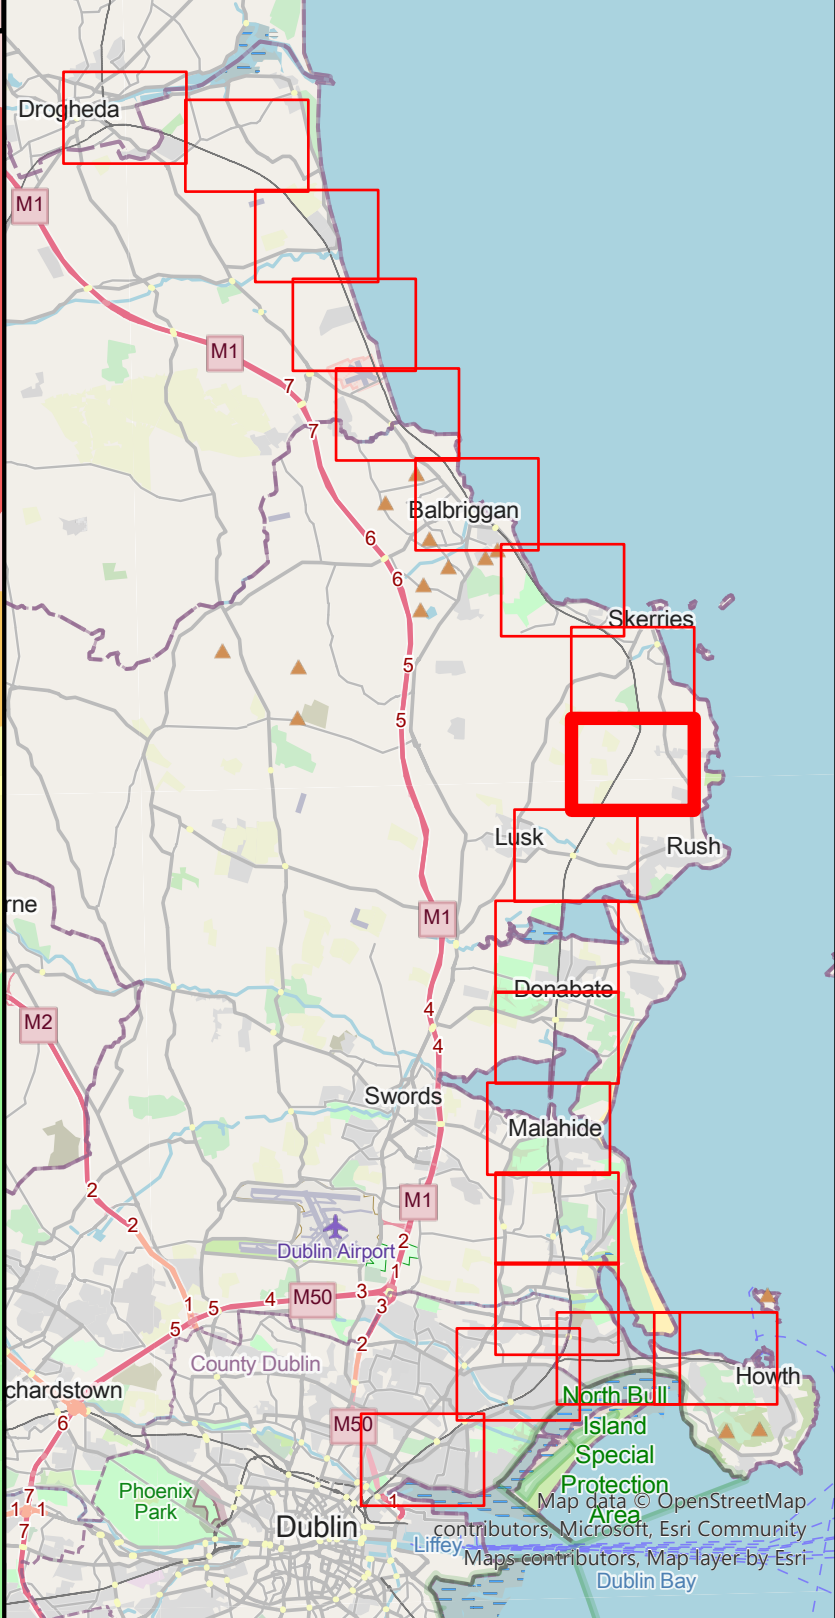 Drogheda
M1
M1
7
7
Balbriggan
6
6
Skerries
5
5
Lusk
Rush
rne
M1
Donabate
M2
4
4
Swords
Malahide
2
M1
2
2
Dublin Airport
1
M50
3
4
3
1
5
5
2
County Dublin
Howth
chardstown
North Bull
Island
Special
Protection
Area
6
M50
Phoenix
Park
7
1
1
1
7
Map data © OpenStreetMap
contributors, Microsoft, Esri Community
Maps contributors, Map layer by Esri
Dublin
Liffey
Dublin Bay